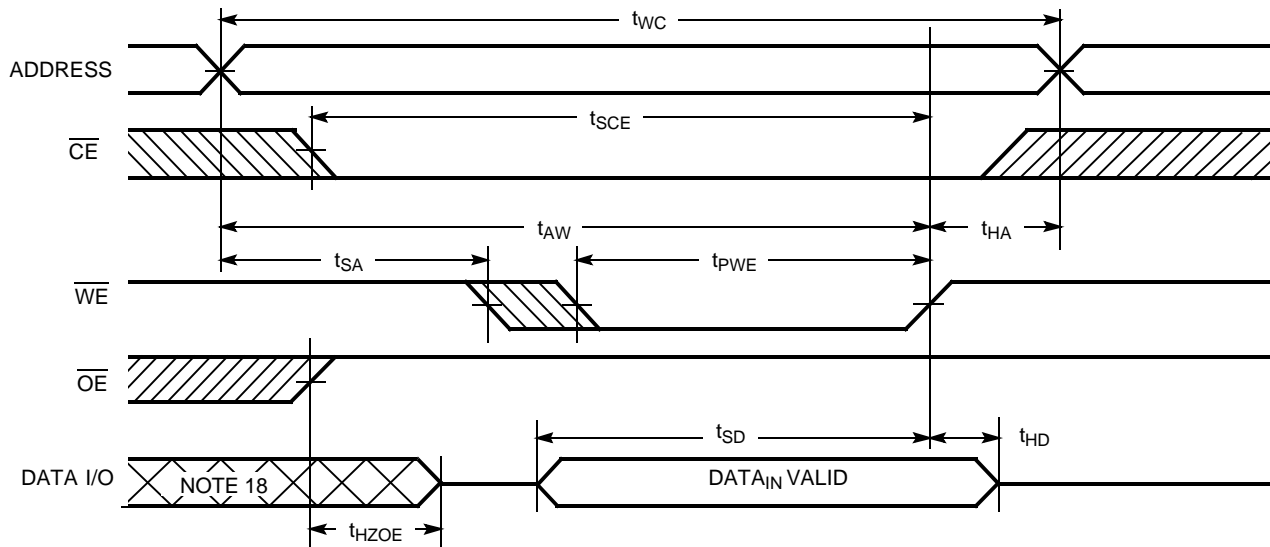 tWC
ADDRESS
tSCE
CE
tAW
tHA
tSA
tPWE
WE
OE
tSD
tHD
DATA I/O
NOTE 18
DATAIN VALID
tHZOE